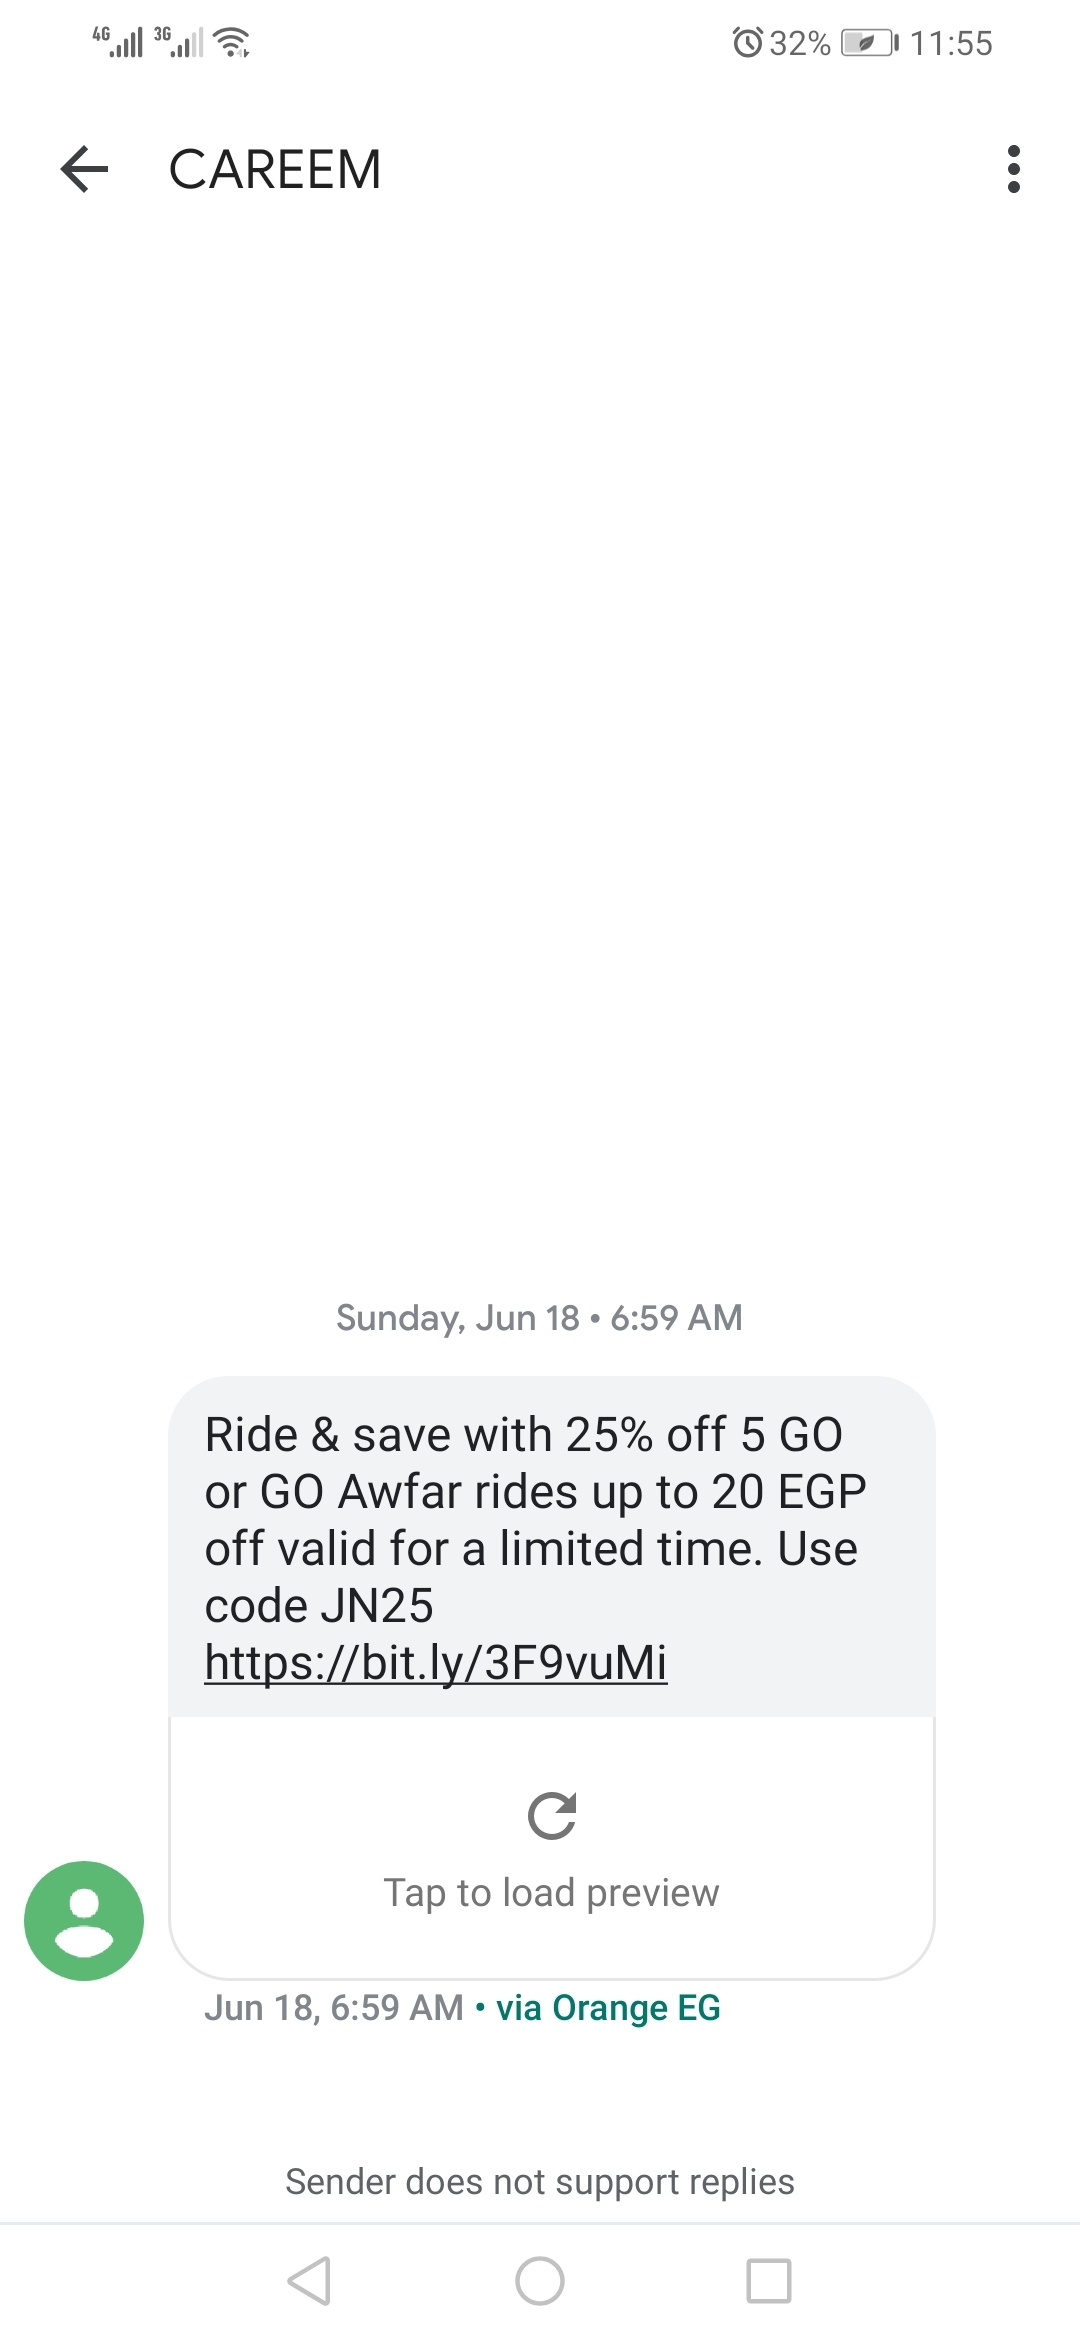 4G 3G 32% 11:55
CAREEM
Sunday, Jun 18 • 6:59 AM
Ride & save with 25% off 5 GO
or GO Awfar rides up to 20 EGP
off valid for a limited time. Use
code JN25
https://bit.ly/3F9vuMi
Tap to load preview
Jun 18, 6:59 AM • via Orange EG
Sender does not support replies